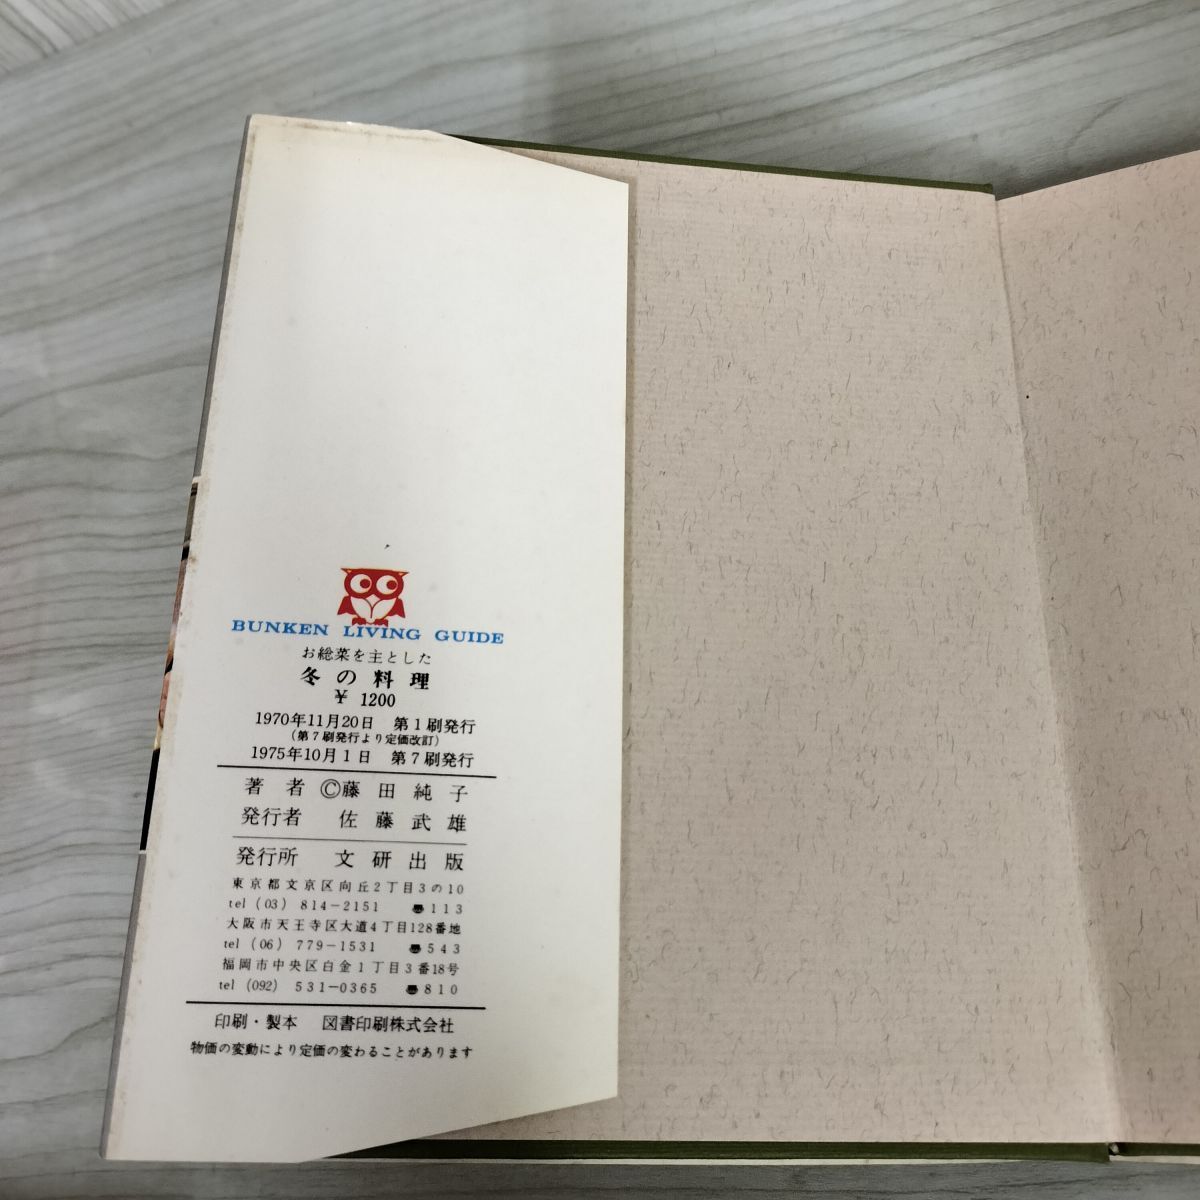 BUNKEN LIVING GUIDE
お総菜を主とした
冬の料理
¥ 1200
1970年11月20日 第1刷発行
(第7刷発行より定価改訂)
1975年10月1日 第7刷発行
著者 ©藤田純子
発行者 佐藤武雄
発行所 文研出版
東京都文京区向丘2丁目3の10
tel (03) 814-2151 113
大阪市天王寺区大道4丁目128番地
tel (06) 779-1531 543
福岡市中央区白金1丁目3番18号
tel (092) 531-0365 810
印刷・製本 図書印刷株式会社
物価の変動により定価の変わることがあります